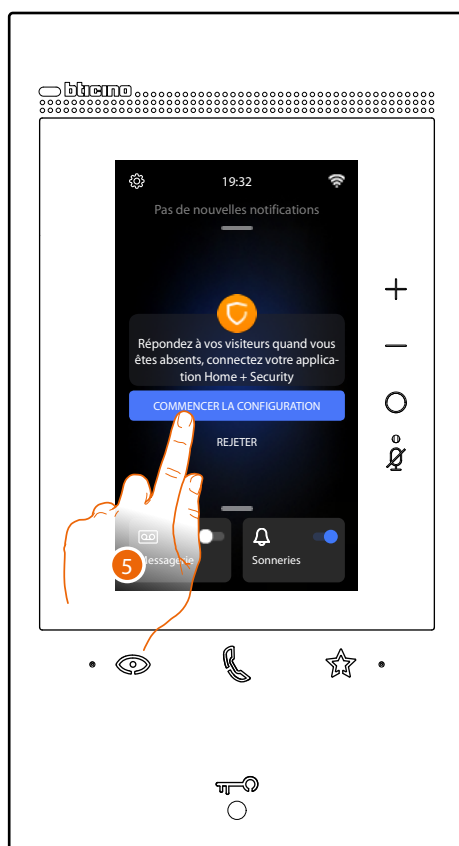 bticino
19:32
Pas de nouvelles notifications
Répondez à vos visiteurs quand vous
êtes absents, connectez votre applica-
tion Home + Security
COMMENCER LA CONFIGURATION
REJETER
5
Messagerie
Sonneries